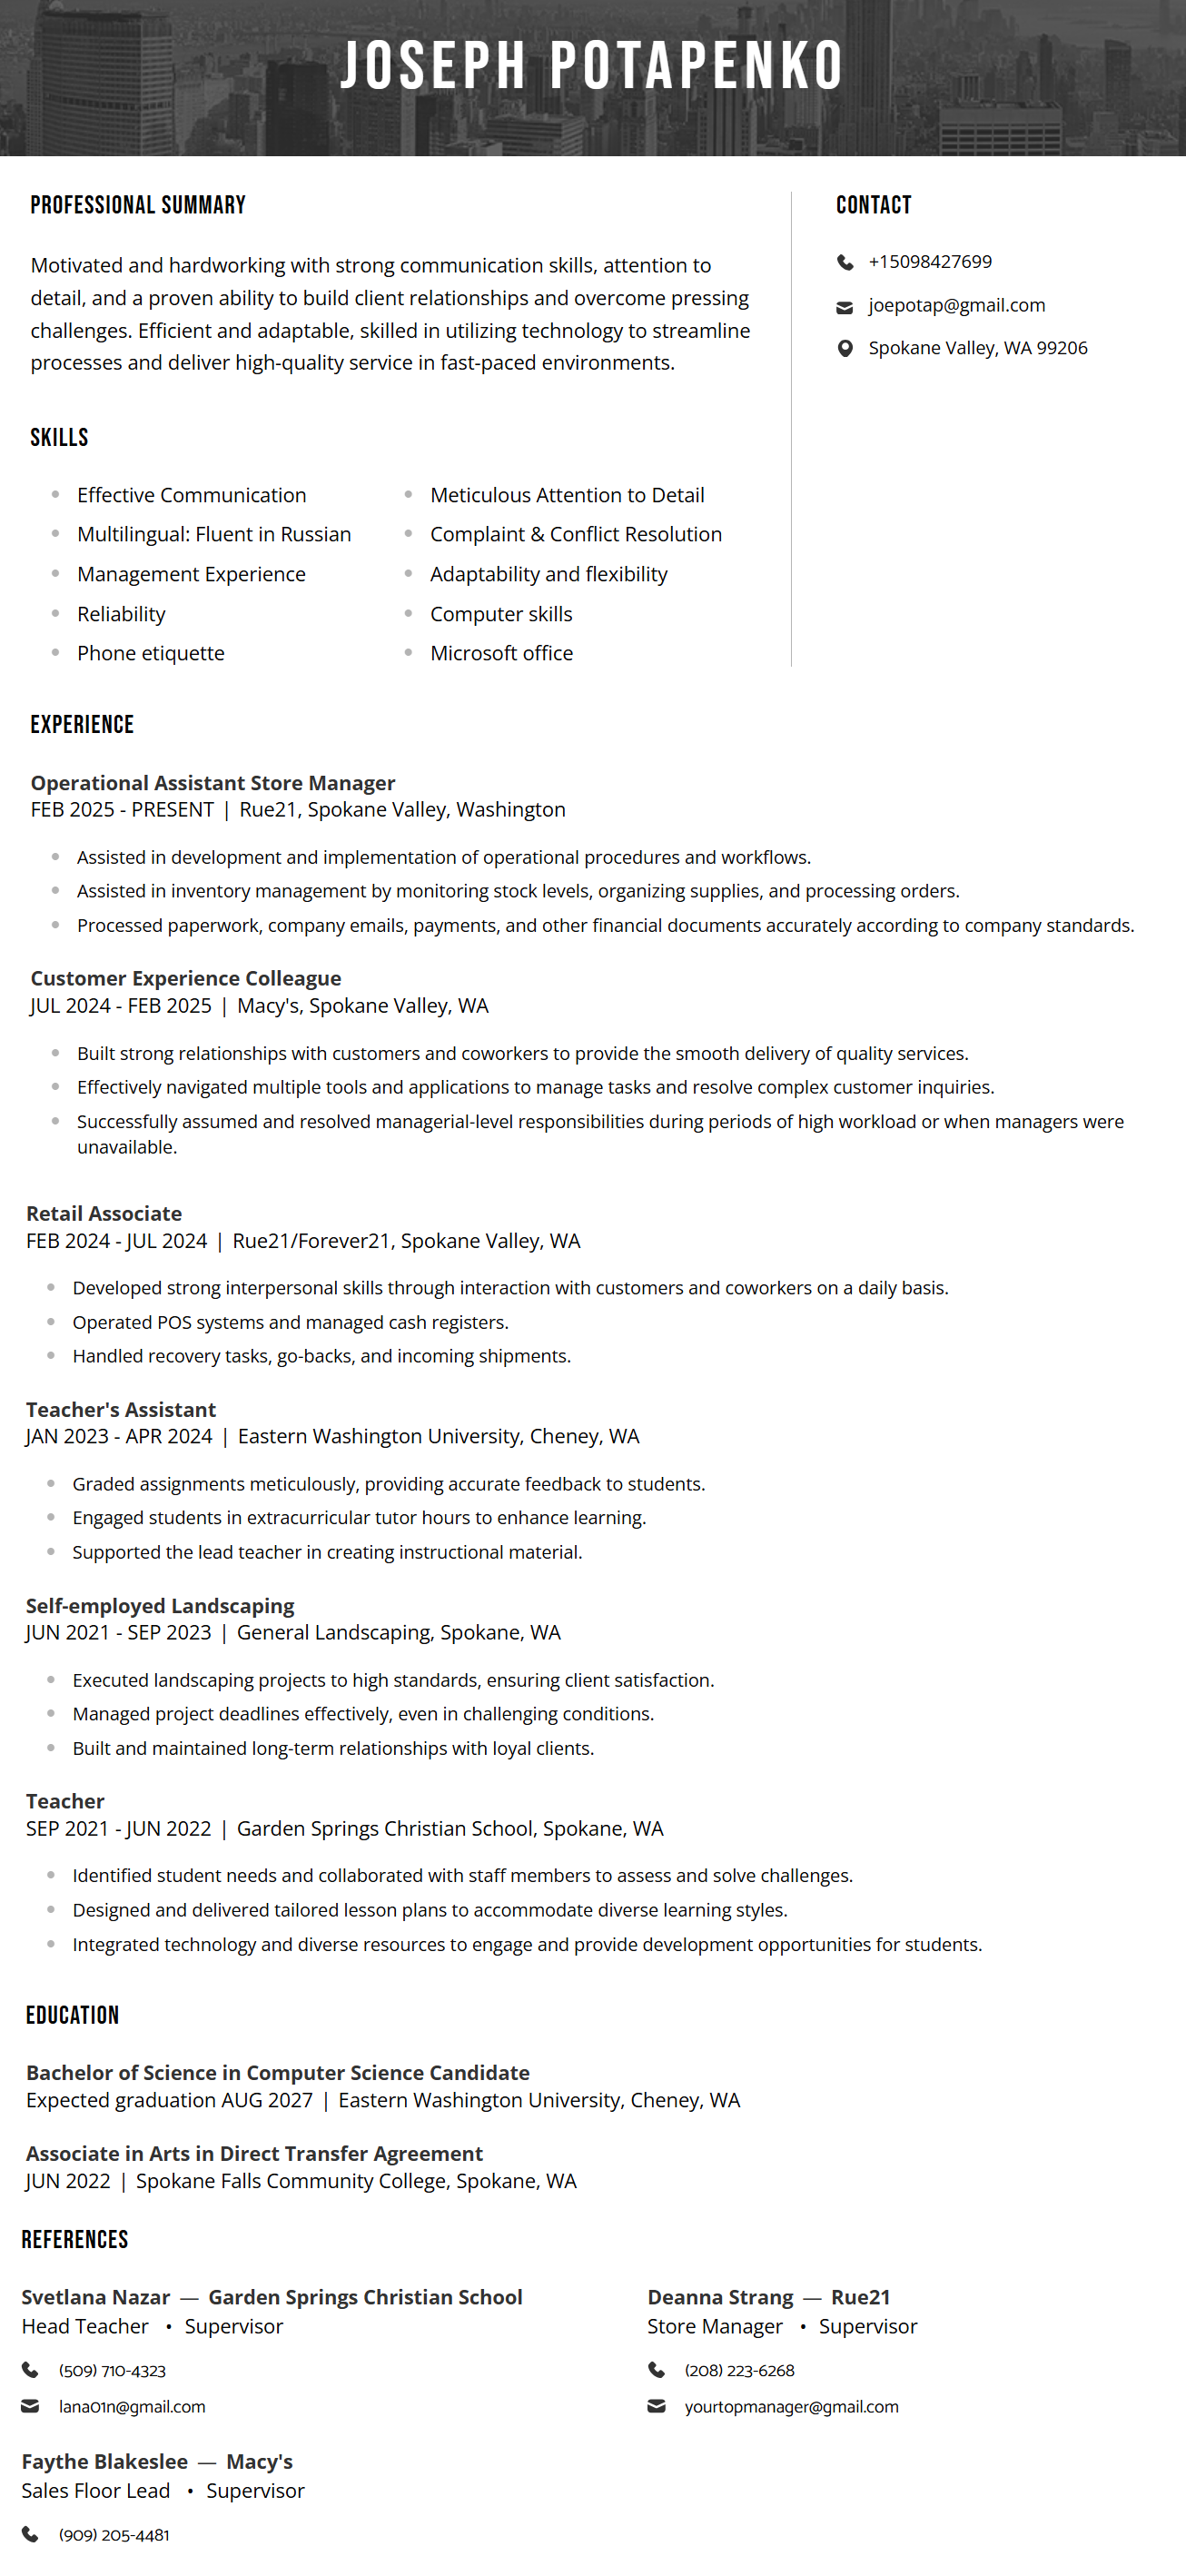 JOSEPH POTAPENKO
PROFESSIONAL SUMMARY
Motivated and hardworking with strong communication skills, attention to
detail, and a proven ability to build client relationships and overcome pressing
challenges. Efficient and adaptable, skilled in utilizing technology to streamline
processes and deliver high-quality service in fast-paced environments.
CONTACT
+15098427699
joepotap@gmail.com
Spokane Valley, WA 99206
SKILLS
• Effective Communication
• Multilingual: Fluent in Russian
• Management Experience
• Reliability
• Phone etiquette
• Meticulous Attention to Detail
• Complaint & Conflict Resolution
• Adaptability and flexibility
• Computer skills
• Microsoft office
EXPERIENCE
Operational Assistant Store Manager
FEB 2025 - PRESENT | Rue21, Spokane Valley, Washington
• Assisted in development and implementation of operational procedures and workflows.
• Assisted in inventory management by monitoring stock levels, organizing supplies, and processing orders.
• Processed paperwork, company emails, payments, and other financial documents accurately according to company standards.
Customer Experience Colleague
JUL 2024 - FEB 2025 | Macy's, Spokane Valley, WA
• Built strong relationships with customers and coworkers to provide the smooth delivery of quality services.
• Effectively navigated multiple tools and applications to manage tasks and resolve complex customer inquiries.
• Successfully assumed and resolved managerial-level responsibilities during periods of high workload or when managers were
unavailable.
Retail Associate
FEB 2024 - JUL 2024 | Rue21/Forever21, Spokane Valley, WA
• Developed strong interpersonal skills through interaction with customers and coworkers on a daily basis.
• Operated POS systems and managed cash registers.
• Handled recovery tasks, go-backs, and incoming shipments.
Teacher's Assistant
JAN 2023 - APR 2024 | Eastern Washington University, Cheney, WA
• Graded assignments meticulously, providing accurate feedback to students.
• Engaged students in extracurricular tutor hours to enhance learning.
• Supported the lead teacher in creating instructional material.
Self-employed Landscaping
JUN 2021 - SEP 2023 | General Landscaping, Spokane, WA
• Executed landscaping projects to high standards, ensuring client satisfaction.
• Managed project deadlines effectively, even in challenging conditions.
• Built and maintained long-term relationships with loyal clients.
Teacher
SEP 2021 - JUN 2022 | Garden Springs Christian School, Spokane, WA
• Identified student needs and collaborated with staff members to assess and solve challenges.
• Designed and delivered tailored lesson plans to accommodate diverse learning styles.
• Integrated technology and diverse resources to engage and provide development opportunities for students.
EDUCATION
Bachelor of Science in Computer Science Candidate
Expected graduation AUG 2027 | Eastern Washington University, Cheney, WA
Associate in Arts in Direct Transfer Agreement
JUN 2022 | Spokane Falls Community College, Spokane, WA
REFERENCES
Svetlana Nazar — Garden Springs Christian School
Head Teacher • Supervisor
(509) 710-4323
lana01n@gmail.com
Deanna Strang — Rue21
Store Manager • Supervisor
(208) 223-6268
yourtopmanager@gmail.com
Faythe Blakeslee — Macy's
Sales Floor Lead • Supervisor
(909) 205-4481